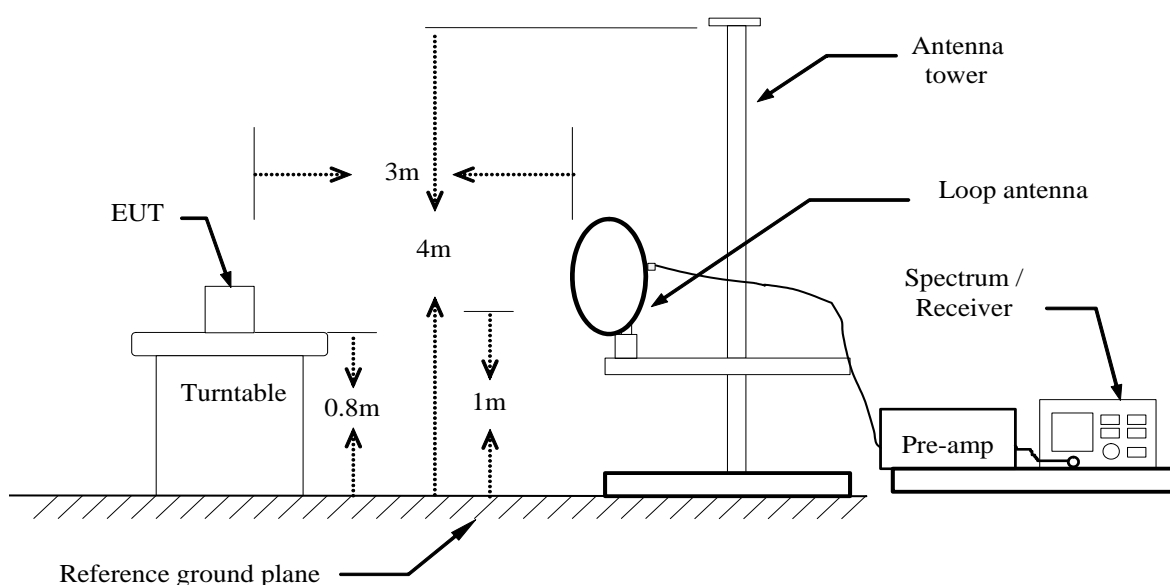 Antenna
tower
3m
Loop antenna
EUT
4m
Spectrum /
Receiver
Turntable
0.8m
1m
Pre-amp
Reference ground plane